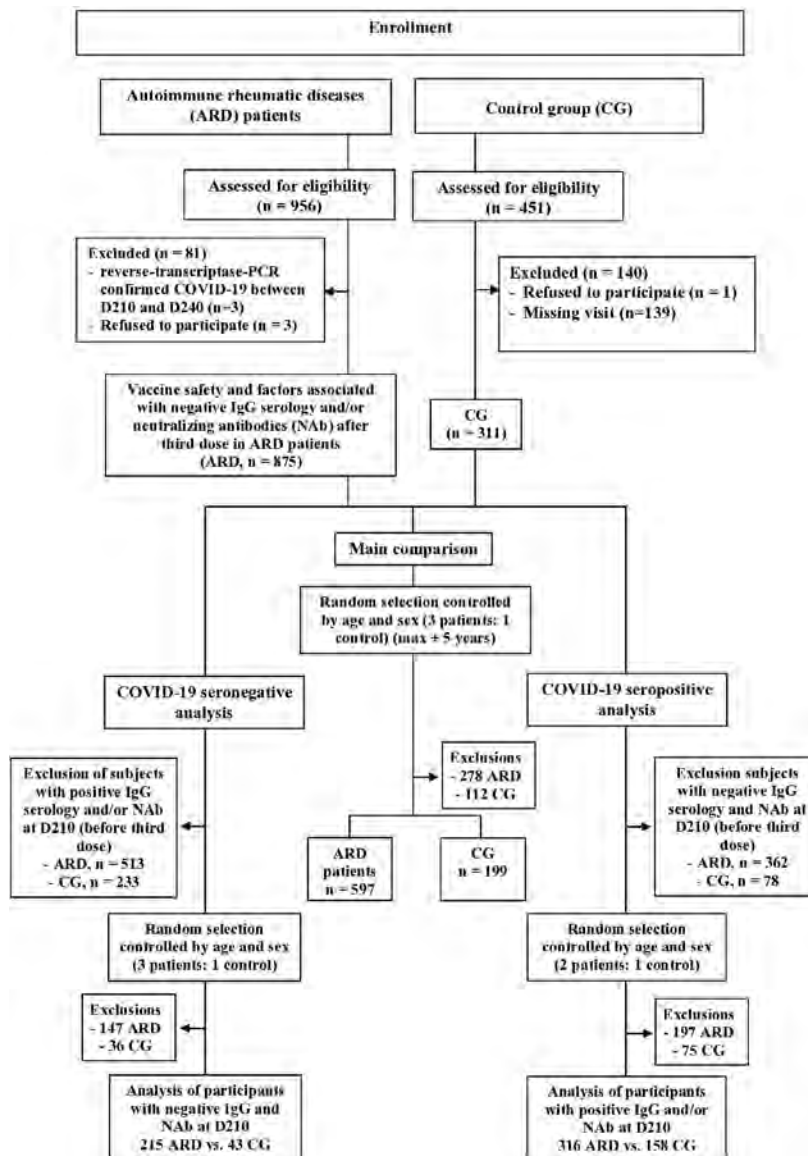 Enrollment
Autoimmune rheumatic diseases
(ARD) patients
Control group (CG)
Assessed for eligibility
(n = 956)
Assessed for eligibility
(n = 451)
Excluded (n = 81)
- reverse-transcriptase-PCR
confirmed COVID-19 between
D210 and D240 (n=3)
- Refused to participate (n = 3)
Excluded (n = 140)
- Refused to participate (n = 1)
- Missing visit (n=139)
Vaccine safety and factors associated
with negative IgG serology and/or
neutralizing antibodies (NAb) after
third dose in ARD patients
(ARD, n = 875)
CG
(n = 311)
Main comparison
Random selection controlled
by age and sex (3 patients: 1
control) (max ± 5 years)
COVID-19 seronegative
analysis
COVID-19 seropositive
analysis
Exclusions
- 278 ARD
- 112 CG
Exclusion of subjects
with positive IgG
serology and/or NAb
at D210 (before third
dose)
- ARD, n = 513
- CG, n = 233
Exclusion subjects
with negative IgG
serology and NAb at
D210 (before third
dose)
- ARD, n = 362
- CG, n = 78
ARD
patients
n = 597
CG
n = 199
Random selection
controlled by age and sex
(3 patients: 1 control)
Random selection
controlled by age and sex
(2 patients: 1 control)
Exclusions
- 147 ARD
- 36 CG
Exclusions
- 197 ARD
- 75 CG
Analysis of participants
with negative IgG and
NAb at D210
215 ARD vs. 43 CG
Analysis of participants
with positive IgG and/or
NAb at D210
316 ARD vs. 158 CG